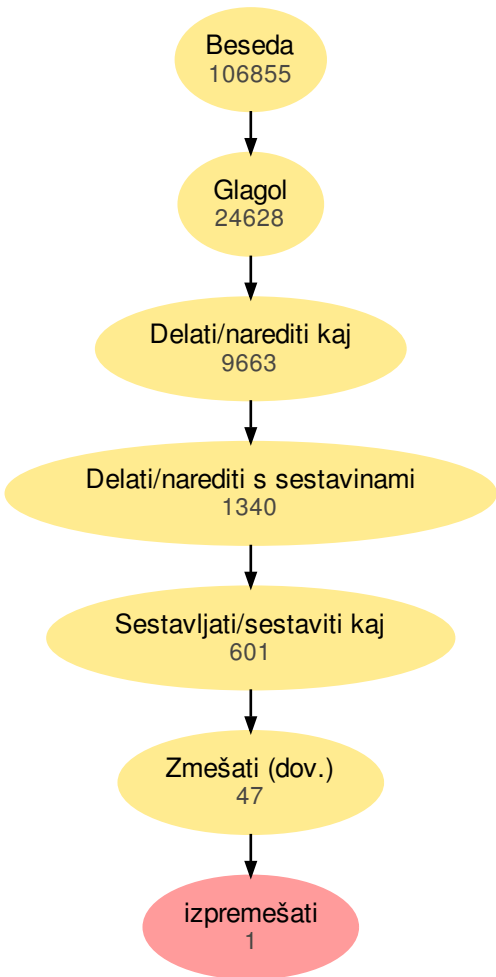 Beseda
106855
Glagol
24628
Delati/narediti kaj
9663
Delati/narediti s sestavinami
1340
Sestavljati/sestaviti kaj
601
Zmešati (dov.)
47
izpremešati
1